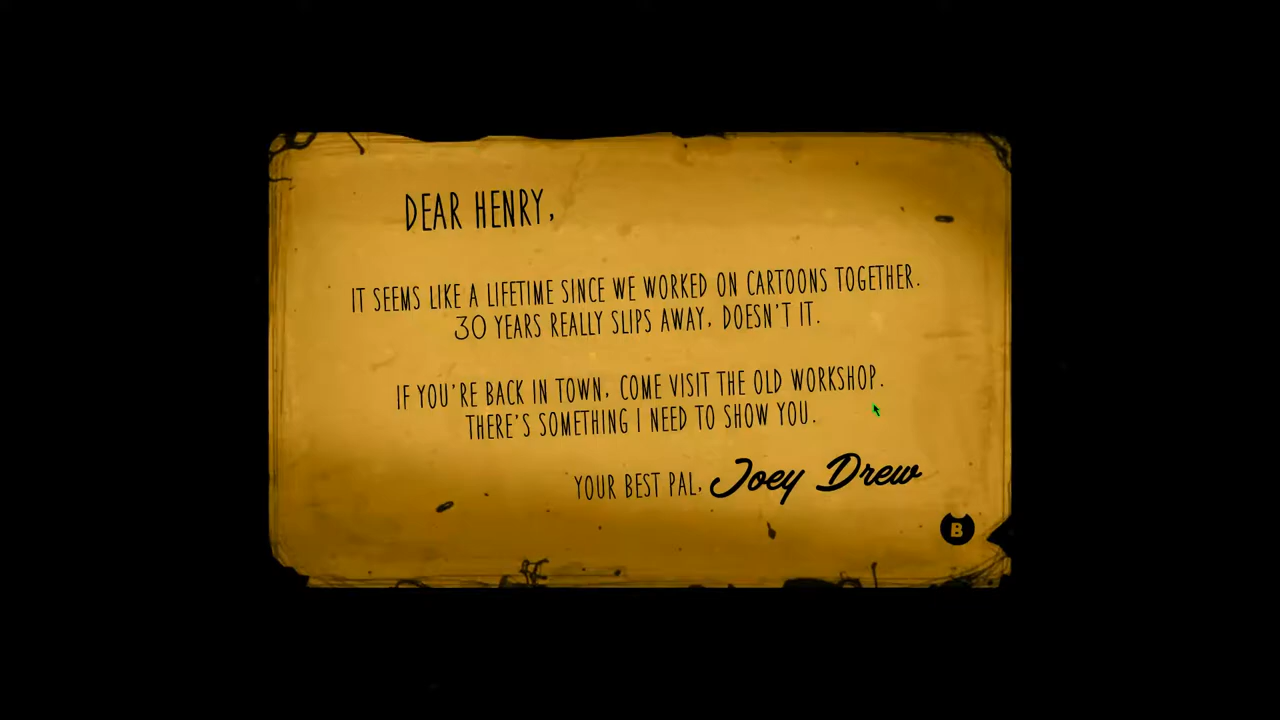 DEAR HENRY,
IT SEEMS LIKE A LIFETIME SINCE WE WORKED ON CARTOONS TOGETHER.
30 YEARS REALLY SLIPS AWAY, DOESN'T IT.
IF YOU'RE BACK IN TOWN, COME VISIT THE OLD WORKSHOP.
THERE'S SOMETHING I NEED TO SHOW YOU.
YOUR BEST PAL, Joey Drew
B